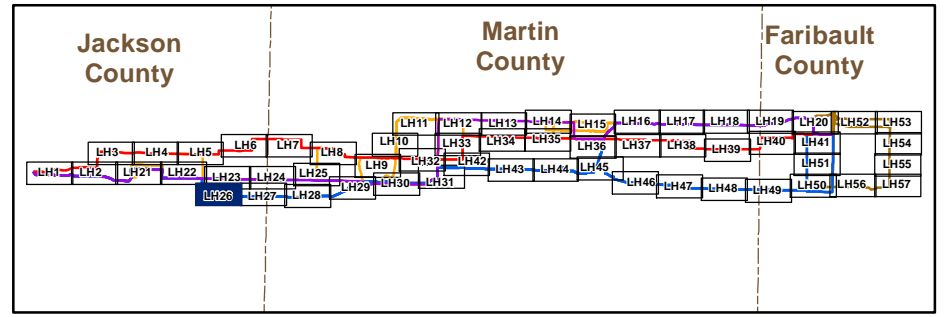 Jackson
County
Martin
County
Faribault
County
LH11 LH12 LH13 LH14 LH15 LH16 LH17 LH18 LH19 LH20 LH52 LH53
LH10 LH33 LH34 LH35 LH36 LH37 LH38 LH39 LH40 LH41 LH54
LH3 LH4 LH5 LH6 LH7 LH8 LH9 LH32 LH42 LH43 LH44 LH45 LH51 LH55
LH1 LH2 LH21 LH22 LH23 LH24 LH25 LH29 LH30 LH31 LH46 LH47 LH48 LH49 LH50 LH56 LH57
LH26 LH27 LH28